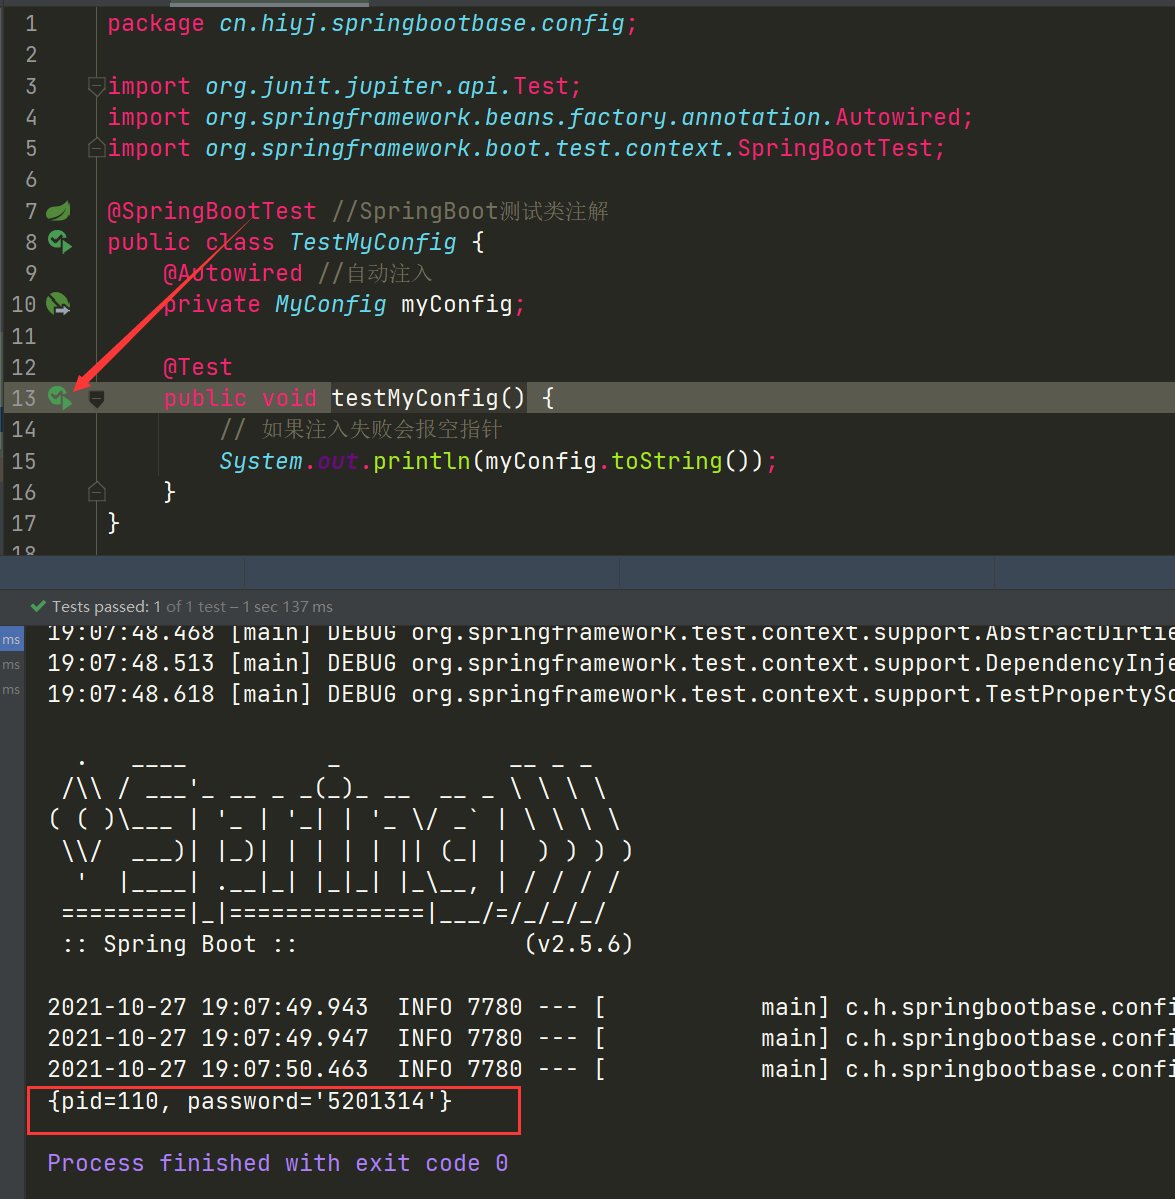 1 package cn.hiyj.springbootbase.config;
2
3 import org.junit.jupiter.api.Test;
4 import org.springframework.beans.factory.annotation.Autowired;
5 import org.springframework.boot.test.context.SpringBootTest;
6
7 @SpringBootTest //SpringBoot测试类注解
8 public class TestMyConfig {
9     @Autowired //自动注入
10     private MyConfig myConfig;
11
12     @Test
13     public void testMyConfig() {
14         // 如果注入失败会报空指针
15         System.out.println(myConfig.toString());
16     }
17 }
18
Tests passed: 1 of 1 test – 1 sec 137 ms
ms
ms
ms
19:07:48.468 [main] DEBUG org.springframework.test.context.support.AbstractDirtie
19:07:48.513 [main] DEBUG org.springframework.test.context.support.DependencyInje
19:07:48.618 [main] DEBUG org.springframework.test.context.support.TestPropertySo
  .   ____          _            __ _ _
 /\\ / ___'_ __ _ _(_)_ __  __ _ \ \ \ \
( ( )\___ | '_ | '_| | '_ \/ _` | \ \ \ \
 \\/  ___)| |_)| | | | | || (_| |  ) ) ) )
  '  |____| .__|_| |_|_| |_\__, | / / / /
 =========|_|==============|___/=/_/_/_/
 :: Spring Boot ::                (v2.5.6)
2021-10-27 19:07:49.943  INFO 7780 --- [           main] c.h.springbootbase.confi
2021-10-27 19:07:49.947  INFO 7780 --- [           main] c.h.springbootbase.confi
2021-10-27 19:07:50.463  INFO 7780 --- [           main] c.h.springbootbase.confi
{pid=110, password='5201314'}
Process finished with exit code 0